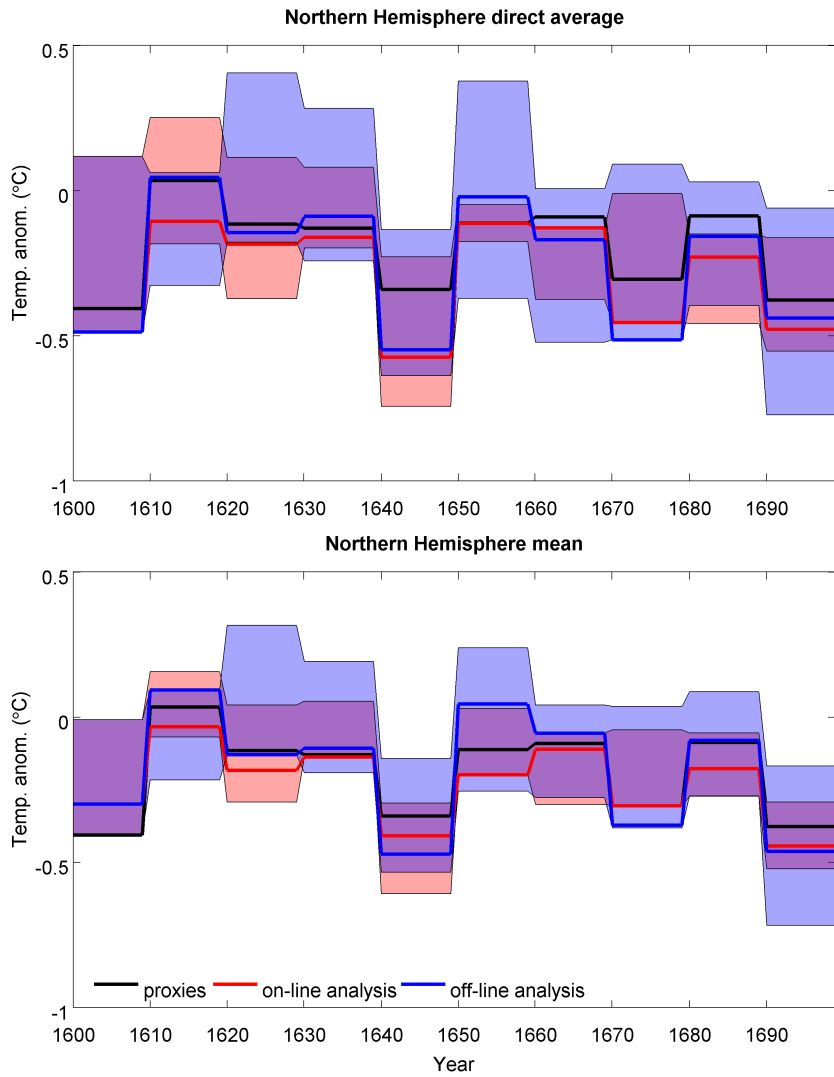 Northern Hemisphere direct average
Temp. anom. (°C)
0.5
0
-0.5
-1
1600 1610 1620 1630 1640 1650 1660 1670 1680 1690
Northern Hemisphere mean
Temp. anom. (°C)
0.5
0
-0.5
-1
proxies on-line analysis off-line analysis
1600 1610 1620 1630 1640 1650 1660 1670 1680 1690
Year